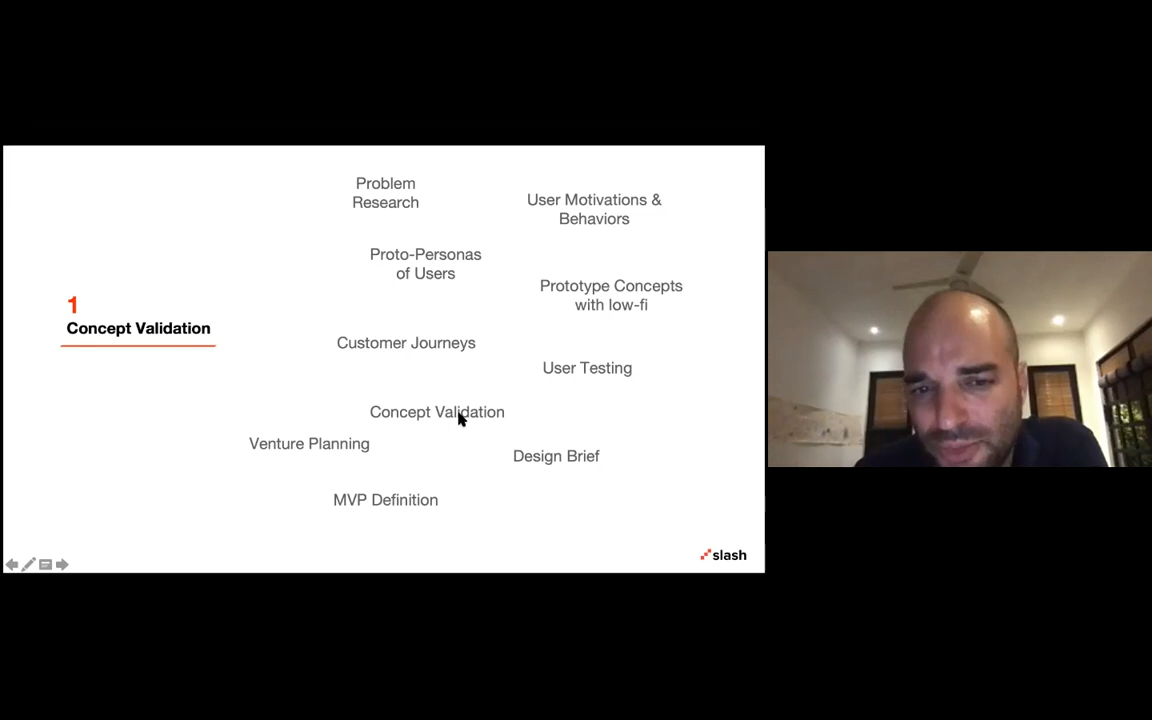 Problem
Research
User Motivations &
Behaviors
Proto-Personas
of Users
Prototype Concepts
with low-fi
1
Concept Validation
Customer Journeys
User Testing
Concept Validation
Venture Planning
Design Brief
MVP Definition
slash